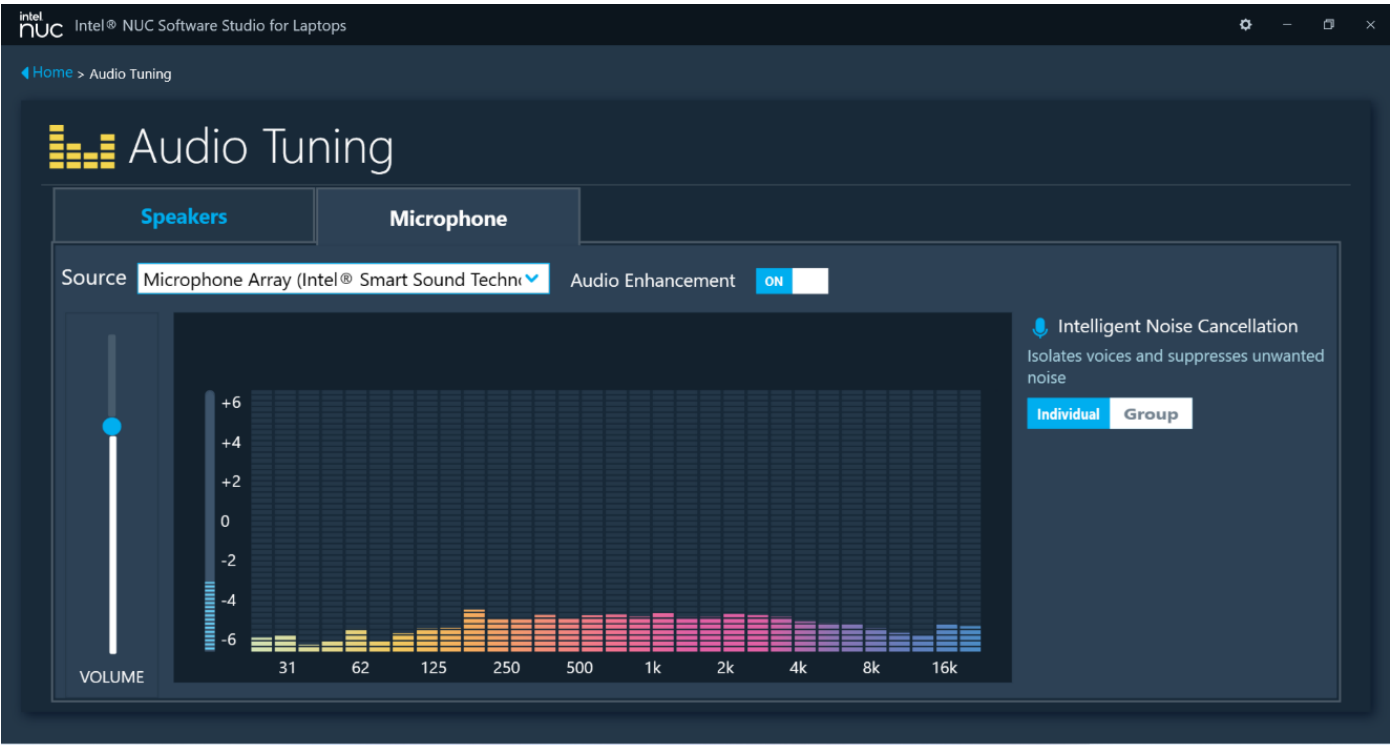 intel
nuc Intel® NUC Software Studio for Laptops
Home > Audio Tuning
Audio Tuning
Speakers
Microphone
Source Microphone Array (Intel® Smart Sound Techn Audio Enhancement ON
Intelligent Noise Cancellation
Isolates voices and suppresses unwanted
noise
Individual Group
+6
+4
+2
0
-2
-4
-6
31 62 125 250 500 1k 2k 4k 8k 16k
VOLUME